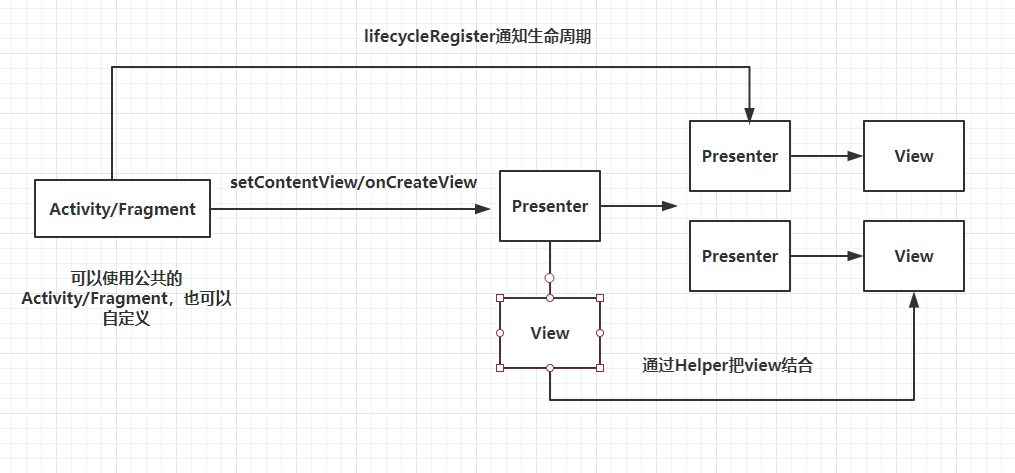 lifecycleRegister通知生命周期
Presenter
View
setContentView/onCreateView
Activity/Fragment
Presenter
Presenter
View
可以使用公共的
Activity/Fragment，也可以
自定义
View
通过Helper把view结合